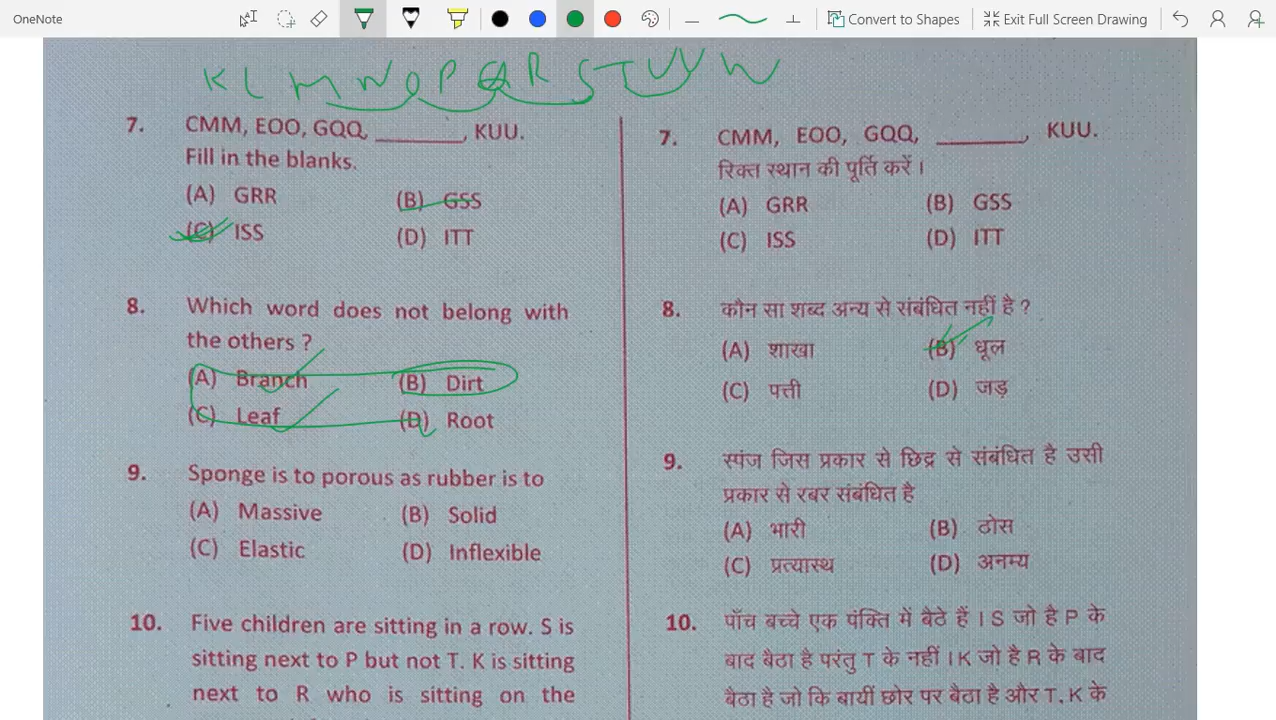 OneNote
Convert to Shapes
Exit Full Screen Drawing
K L M N O P Q R S T U V W
7. CMM, EOO, GQQ, ________, KUU.
Fill in the blanks.
(A) GRR
(B) GSS
(C) ISS
(D) ITT
8. Which word does not belong with
the others ?
(A) Branch
(B) Dirt
(C) Leaf
(D) Root
9. Sponge is to porous as rubber is to
(A) Massive
(B) Solid
(C) Elastic
(D) Inflexible
10. Five children are sitting in a row. S is
sitting next to P but not T. K is sitting
next to R who is sitting on the
7. CMM, EOO, GQQ, ________, KUU.
रिक्त स्थान की पूर्ति करें ।
(A) GRR
(B) GSS
(C) ISS
(D) ITT
8. कौन सा शब्द अन्य से संबंधित नहीं है ?
(A) शाखा
(B) धूल
(C) पत्ती
(D) जड़
9. स्पंज जिस प्रकार से छिद्र से संबंधित है उसी
प्रकार से रबर संबंधित है
(A) भारी
(B) ठोस
(C) प्रत्यास्थ
(D) अनम्य
10. पाँच बच्चे एक पंक्ति में बैठे हैं । S जो है P के
बाद बैठा है परंतु T के नहीं । K जो है R के बाद
बैठा है जो कि बायीं छोर पर बैठा है और T, K के